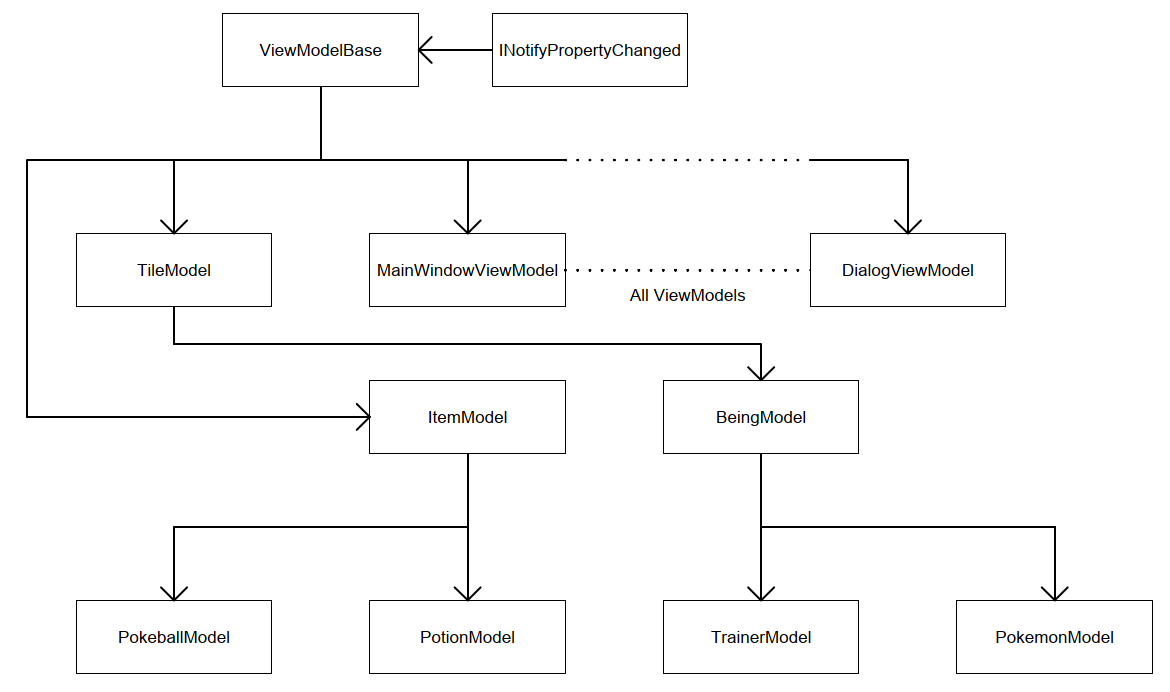 ViewModelBase
INotifyPropertyChanged
TileModel
MainWindowViewModel
DialogViewModel
All ViewModels
ItemModel
BeingModel
PokeballModel
PotionModel
TrainerModel
PokemonModel